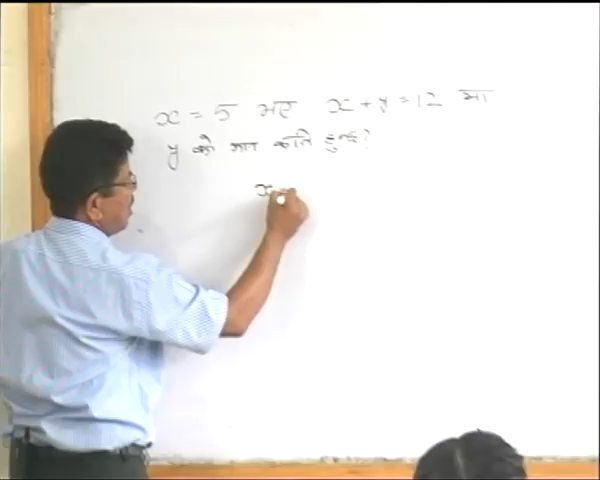 x = 5 भए x + y = 12 मा
y को मान कति हुन्छ?
x